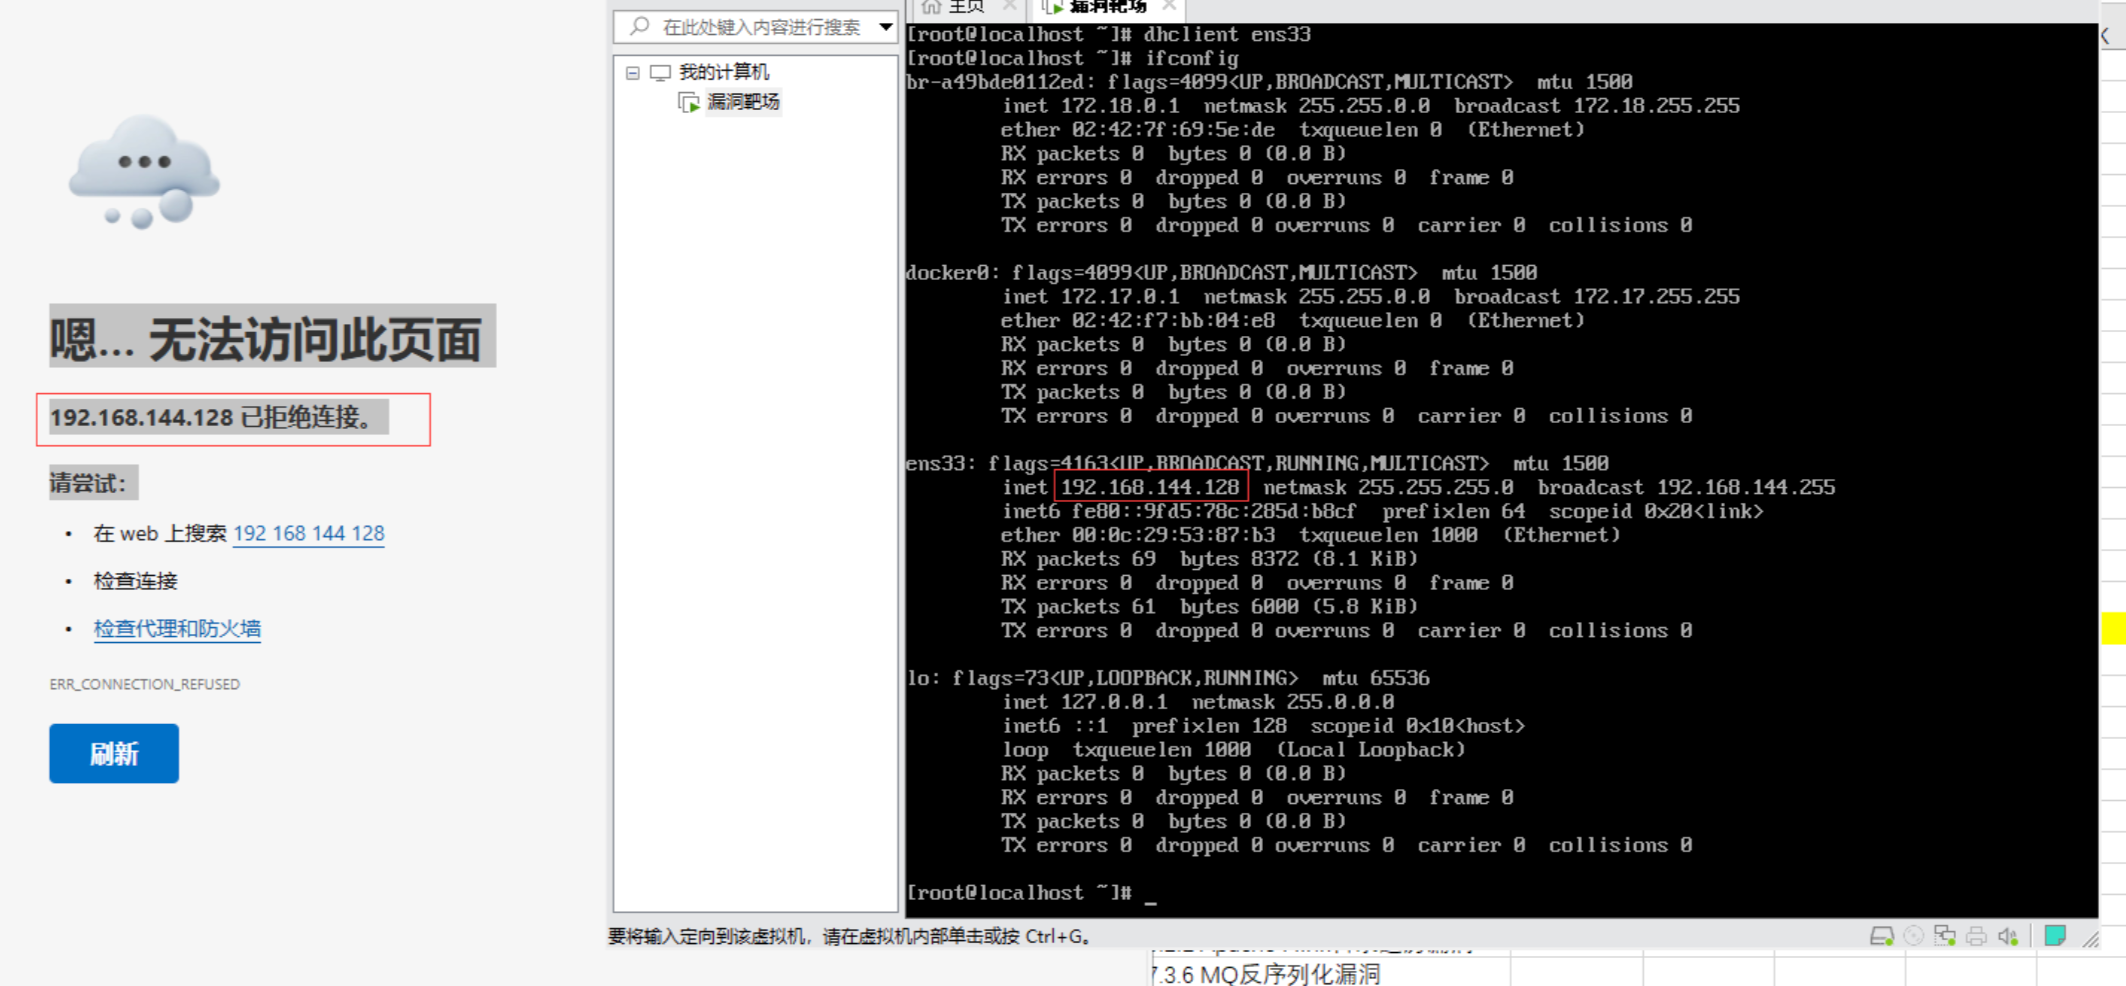 嗯... 无法访问此页面
192.168.144.128 已拒绝连接。
请尝试：
• 在 web 上搜索 192 168 144 128
• 检查连接
• 检查代理和防火墙
ERR_CONNECTION_REFUSED
刷新
在此处键入内容进行搜索
我的计算机
漏洞靶场
主页
漏洞靶场
[root@localhost ~]# dhclient ens33
[root@localhost ~]# ifconfig
br-a49bde0112ed: flags=4099<UP,BROADCAST,MULTICAST>  mtu 1500
        inet 172.18.0.1  netmask 255.255.0.0  broadcast 172.18.255.255
        ether 02:42:7f:69:5e:de  txqueuelen 0  (Ethernet)
        RX packets 0  bytes 0 (0.0 B)
        RX errors 0  dropped 0  overruns 0  frame 0
        TX packets 0  bytes 0 (0.0 B)
        TX errors 0  dropped 0 overruns 0  carrier 0  collisions 0
docker0: flags=4099<UP,BROADCAST,MULTICAST>  mtu 1500
        inet 172.17.0.1  netmask 255.255.0.0  broadcast 172.17.255.255
        ether 02:42:f7:bb:04:e8  txqueuelen 0  (Ethernet)
        RX packets 0  bytes 0 (0.0 B)
        RX errors 0  dropped 0  overruns 0  frame 0
        TX packets 0  bytes 0 (0.0 B)
        TX errors 0  dropped 0 overruns 0  carrier 0  collisions 0
ens33: flags=4163<UP,BROADCAST,RUNNING,MULTICAST>  mtu 1500
        inet 192.168.144.128  netmask 255.255.255.0  broadcast 192.168.144.255
        inet6 fe80::9fd5:78c:285d:b8cf  prefixlen 64  scopeid 0x20<link>
        ether 00:0c:29:53:87:b3  txqueuelen 1000  (Ethernet)
        RX packets 69  bytes 8372 (8.1 KiB)
        RX errors 0  dropped 0  overruns 0  frame 0
        TX packets 61  bytes 6000 (5.8 KiB)
        TX errors 0  dropped 0 overruns 0  carrier 0  collisions 0
lo: flags=73<UP,LOOPBACK,RUNNING>  mtu 65536
        inet 127.0.0.1  netmask 255.0.0.0
        inet6 ::1  prefixlen 128  scopeid 0x10<host>
        loop  txqueuelen 1000  (Local Loopback)
        RX packets 0  bytes 0 (0.0 B)
        RX errors 0  dropped 0  overruns 0  frame 0
        TX packets 0  bytes 0 (0.0 B)
        TX errors 0  dropped 0 overruns 0  carrier 0  collisions 0
[root@localhost ~]# _
要将输入定向到该虚拟机，请在虚拟机内部单击或按 Ctrl+G。
7.3.6 MQ反序列化漏洞